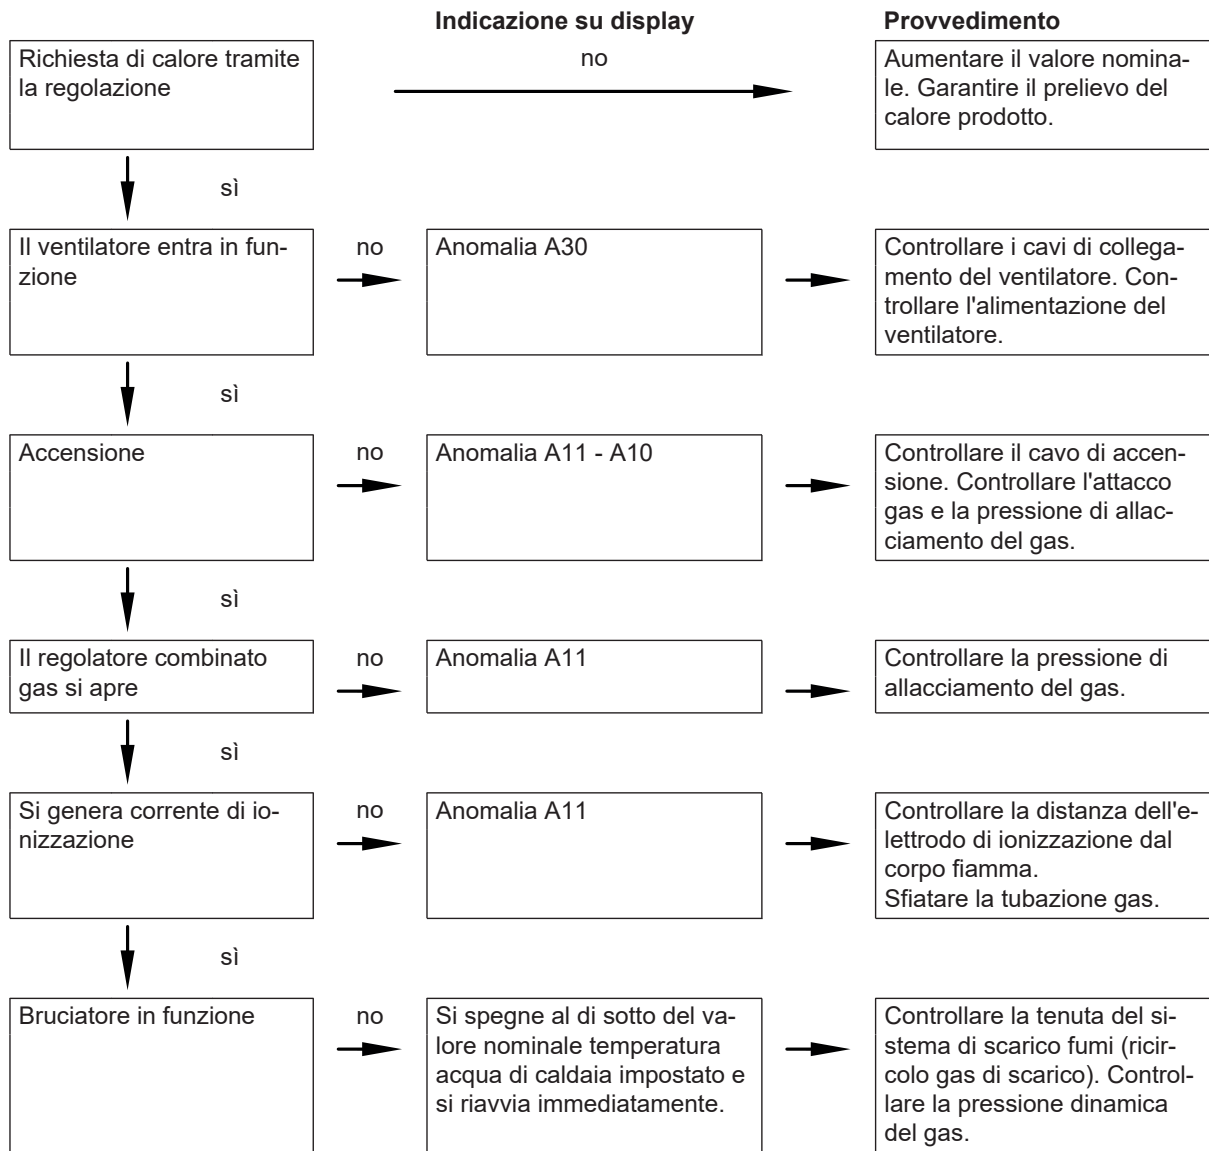 Indicazione su display
Provvedimento
Richiesta di calore tramite
la regolazione
no
Aumentare il valore nomina-
le. Garantire il prelievo del
calore prodotto.
sì
Il ventilatore entra in fun-
zione
no
Anomalia A30
Controllare i cavi di collega-
mento del ventilatore. Con-
trollare l'alimentazione del
ventilatore.
sì
Accensione
no
Anomalia A11 - A10
Controllare il cavo di accen-
sione. Controllare l'attacco
gas e la pressione di allac-
ciamento del gas.
sì
Il regolatore combinato
gas si apre
no
Anomalia A11
Controllare la pressione di
allacciamento del gas.
sì
Si genera corrente di io-
nizzazione
no
Anomalia A11
Controllare la distanza dell'e-
lettrodo di ionizzazione dal
corpo fiamma.
Sfiatare la tubazione gas.
sì
Bruciatore in funzione
no
Si spegne al di sotto del va-
lore nominale temperatura
acqua di caldaia impostato e
si riavvia immediatamente.
Controllare la tenuta del si-
stema di scarico fumi (ricir-
colo gas di scarico). Control-
lare la pressione dinamica
del gas.